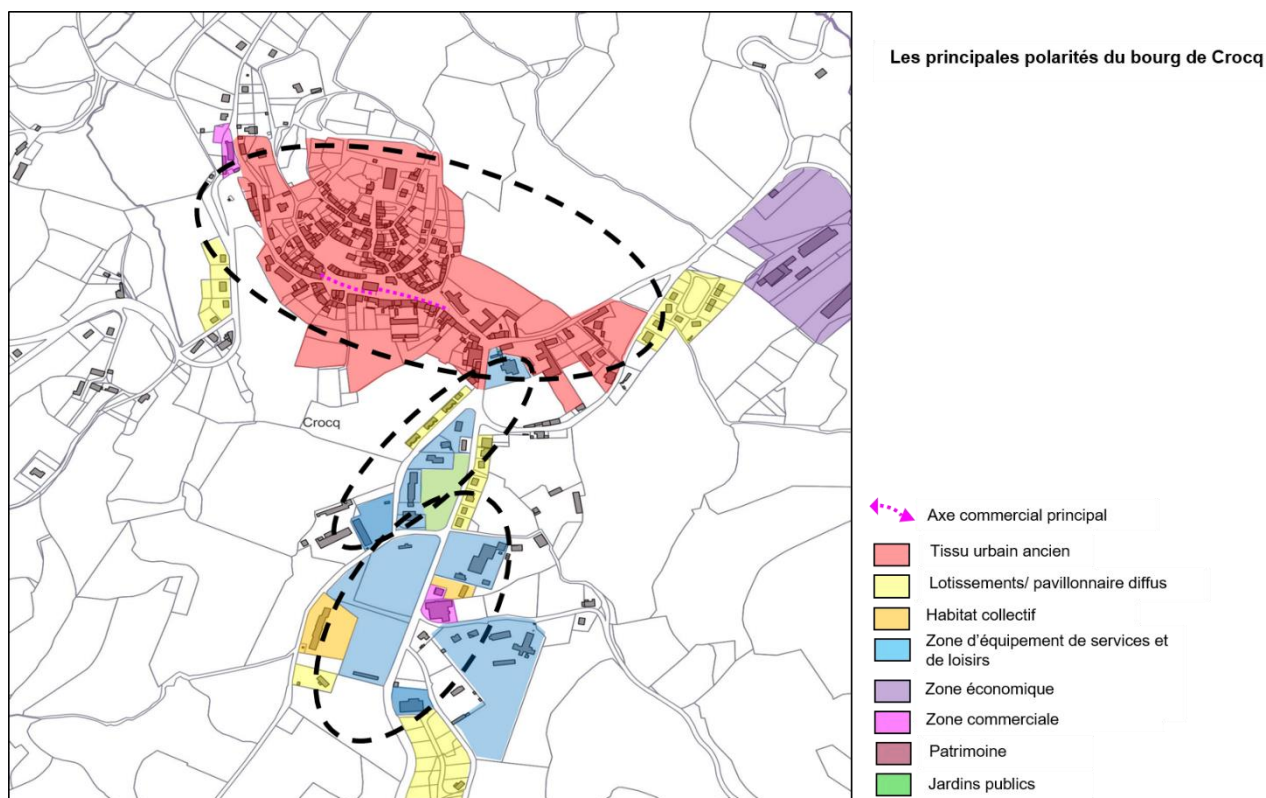 Les principales polarités du bourg de Crocq
Crocq
Axe commercial principal
Tissu urbain ancien
Lotissements/ pavillonnaire diffus
Habitat collectif
Zone d'équipement de services et
de loisirs
Zone économique
Zone commerciale
Patrimoine
Jardins publics